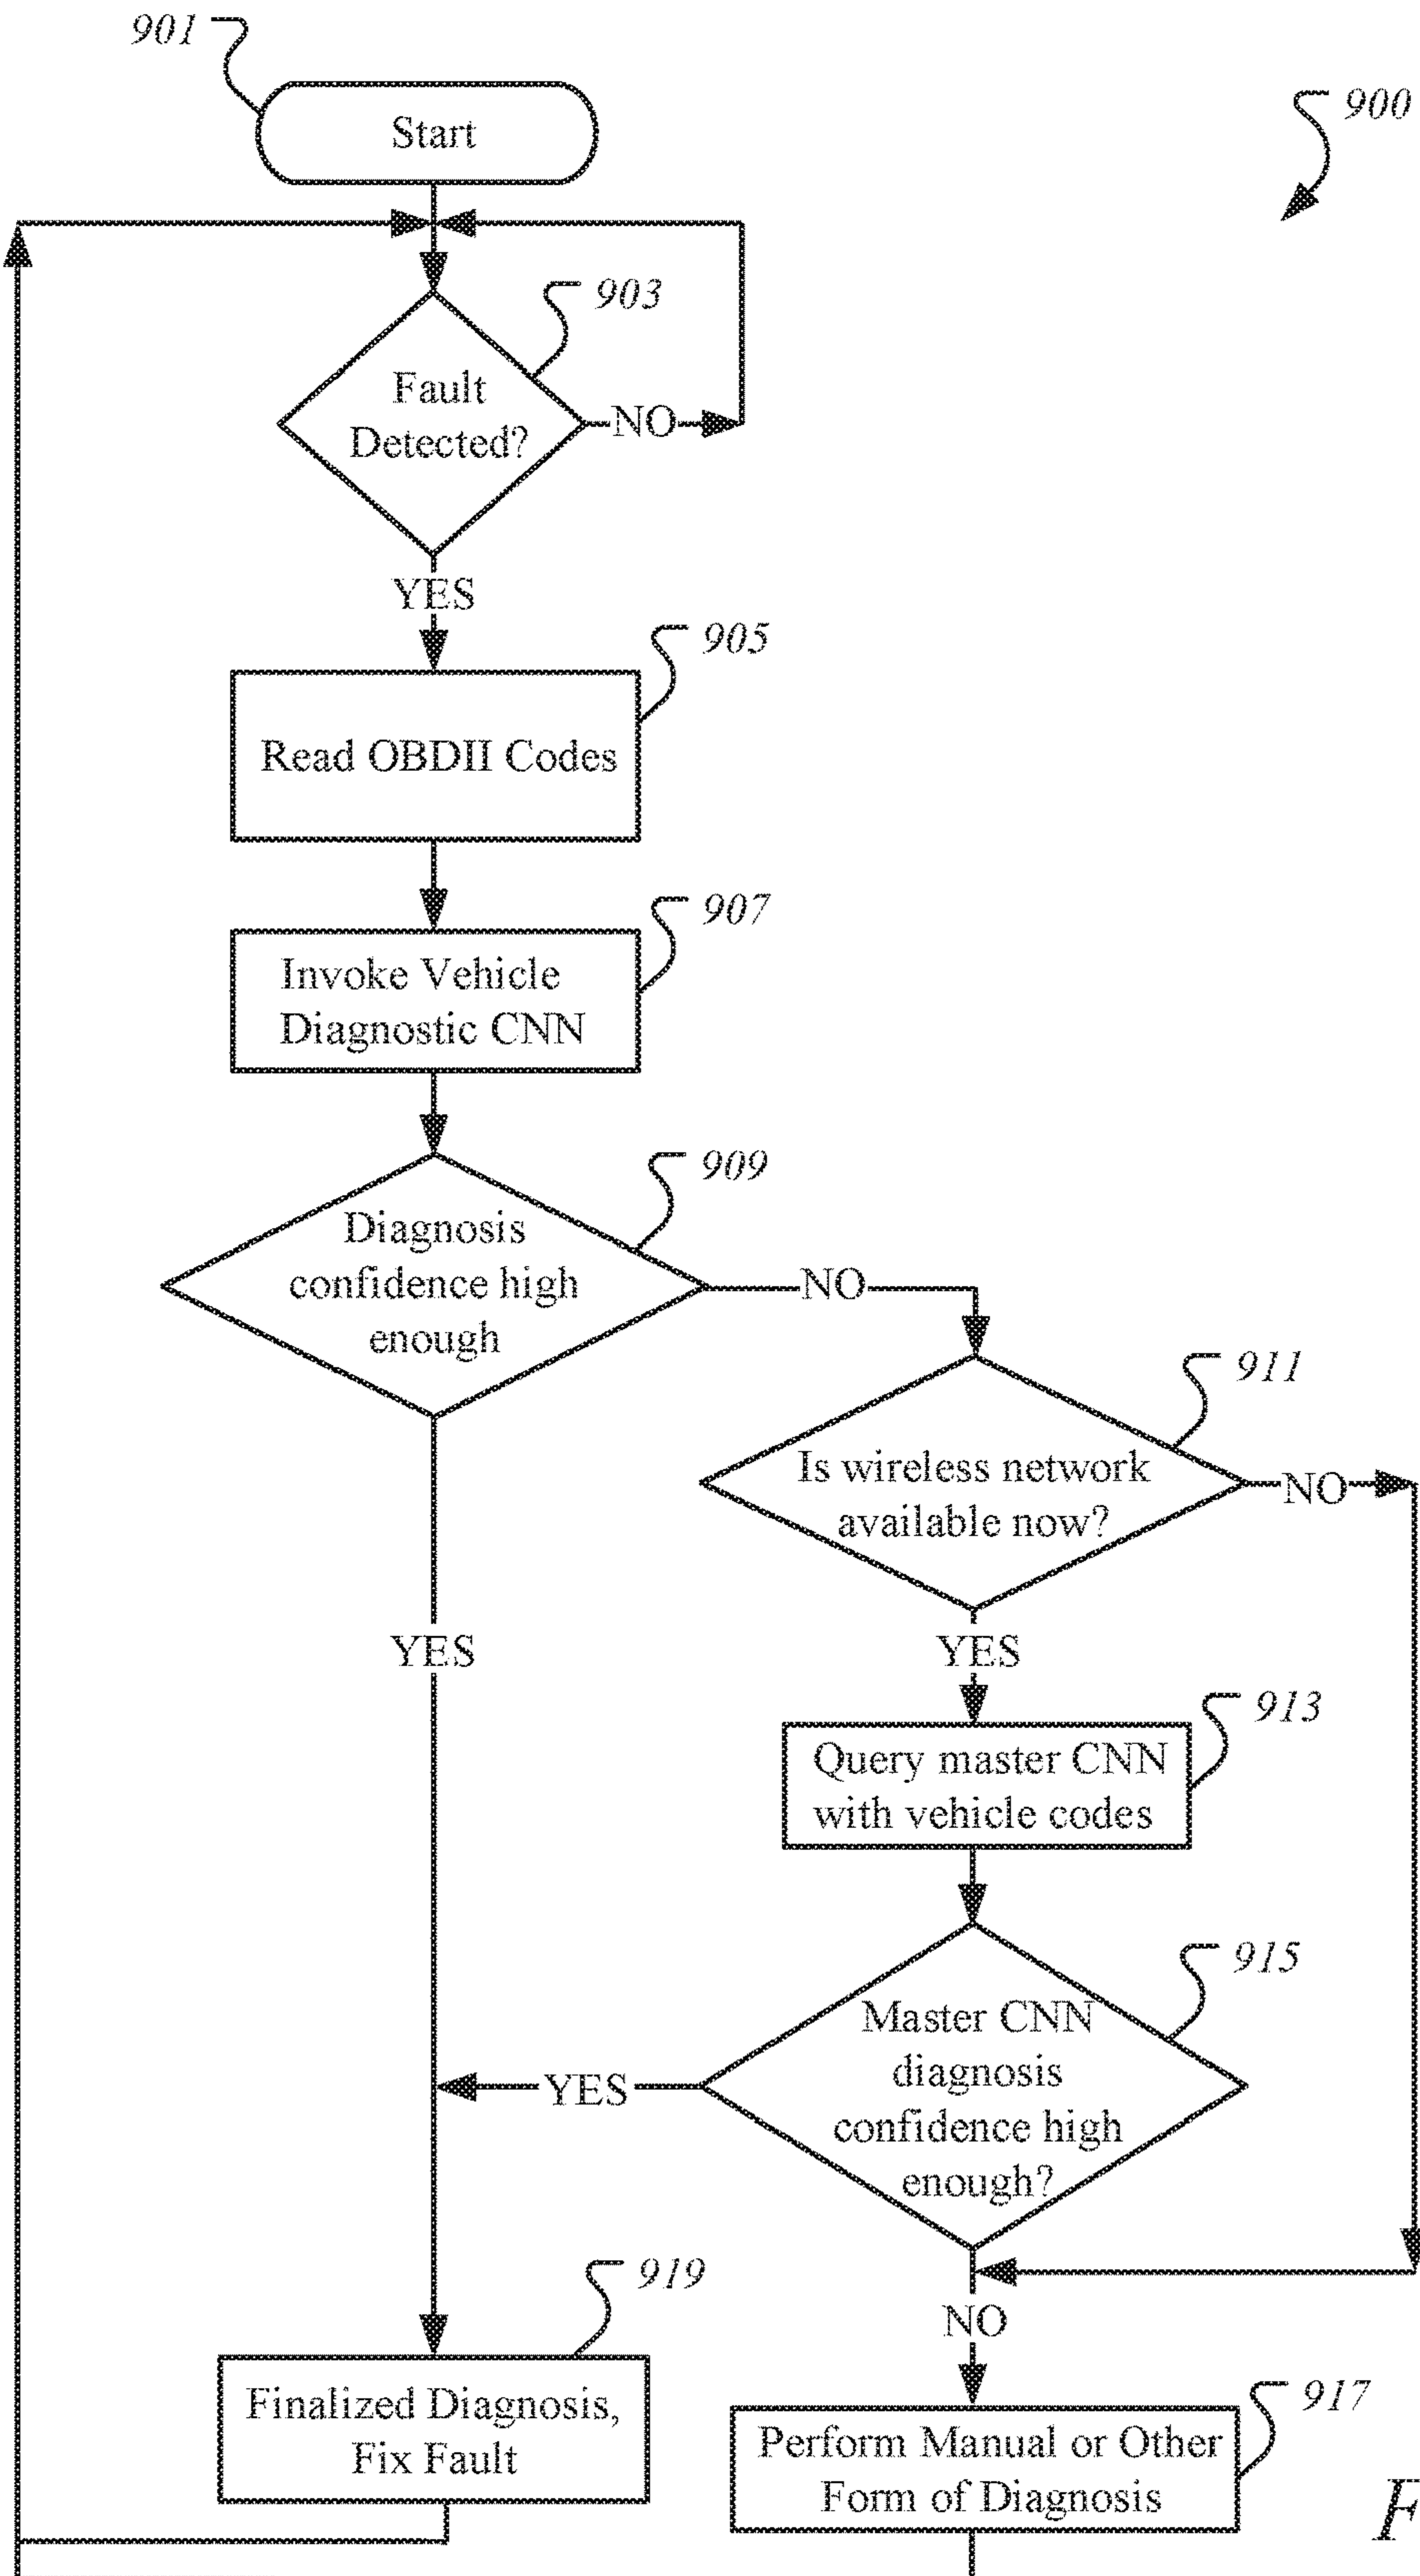 901
Start
900
903
Fault
Detected?
NO
YES
905
Read OBDII Codes
907
Invoke Vehicle
Diagnostic CNN
909
Diagnosis
confidence high
enough
NO
911
Is wireless network
available now?
NO
YES
YES
913
Query master CNN
with vehicle codes
915
Master CNN
diagnosis
confidence high
enough?
YES
919
NO
Finalized Diagnosis,
Fix Fault
917
Perform Manual or Other
Form of Diagnosis
F